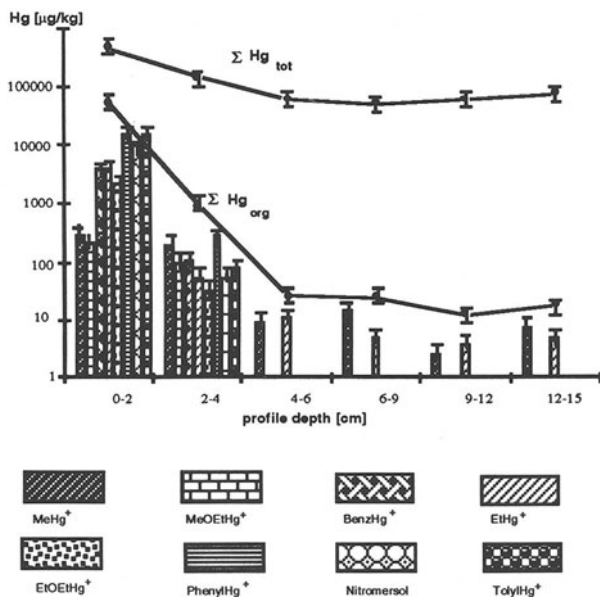 Hg [µg/kg]
Σ Hg tot
100000
10000
1000
100
10
1
Σ Hg org
0-2 2-4 4-6 6-9 9-12 12-15
profile depth [cm]
MeHg+ MeOEtHg+ BenzHg+ EtHg+
EtOEtHg+ PhenylHg+ Nitromersol TolylHg+